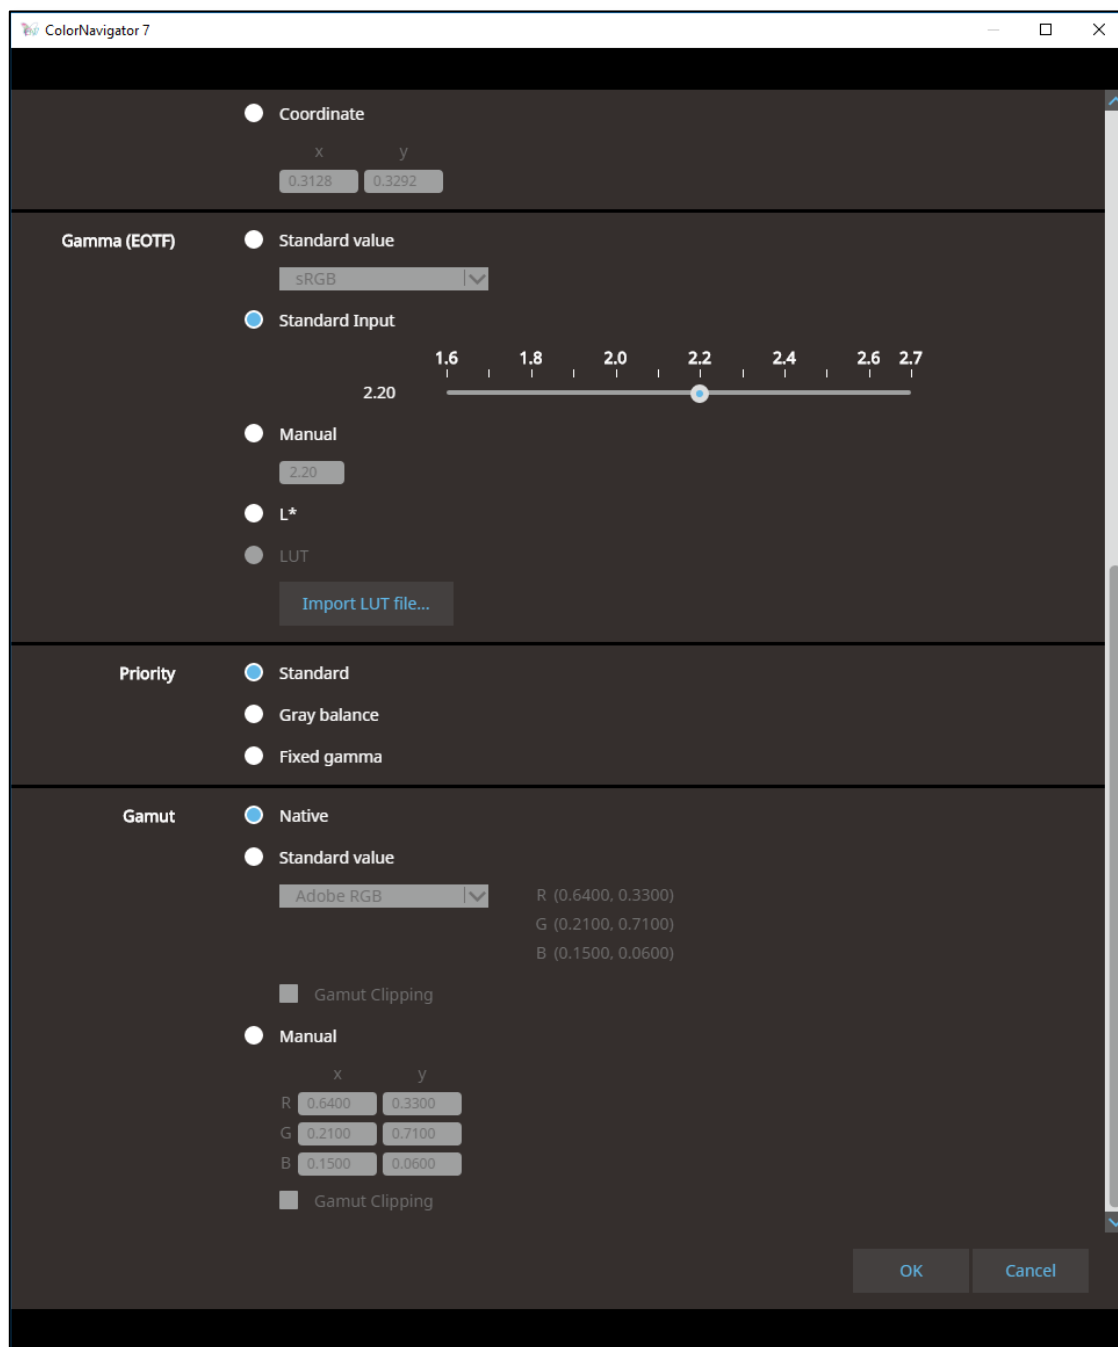 ColorNavigator 7
Coordinate
x y
0.3128 0.3292
Gamma (EOTF) Standard value
sRGB
Standard Input
1.6 1.8 2.0 2.2 2.4 2.6 2.7
2.20
Manual
2.20
L*
LUT
Import LUT file...
Priority Standard
Gray balance
Fixed gamma
Gamut Native
Standard value
Adobe RGB R (0.6400, 0.3300)
G (0.2100, 0.7100)
B (0.1500, 0.0600)
Gamut Clipping
Manual
x y
R 0.6400 0.3300
G 0.2100 0.7100
B 0.1500 0.0600
Gamut Clipping
OK Cancel